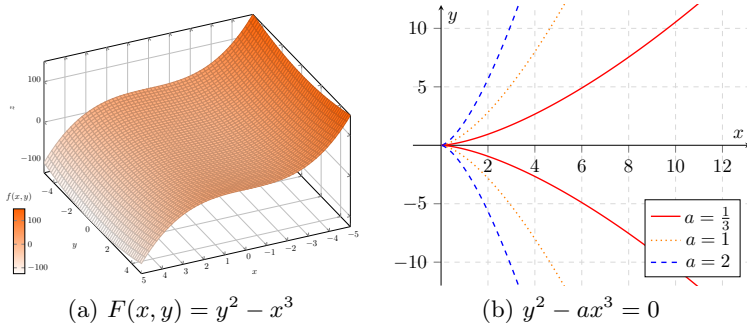 100
0
−100
z
−4
−2
0
2
4
y
5
4
3
2
1
0
−1
−2
−3
−4
−5
x
f(x,y)
100
0
−100
(a) F(x, y) = y² − x³
y
10
5
−5
−10
2
4
6
8
10
12
x
a = 1/3
a = 1
a = 2
(b) y² − ax³ = 0